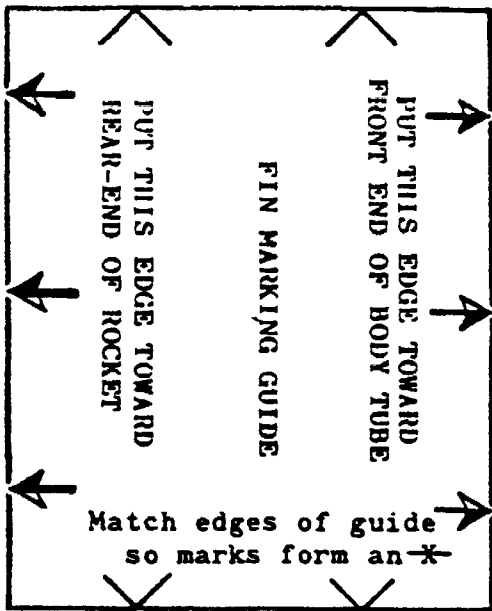 PUT THIS EDGE TOWARD
FRONT END OF BODY TUBE
FIN MARKING GUIDE
PUT THIS EDGE TOWARD
REAR-END OF ROCKET
Match edges of guide
so marks form an X